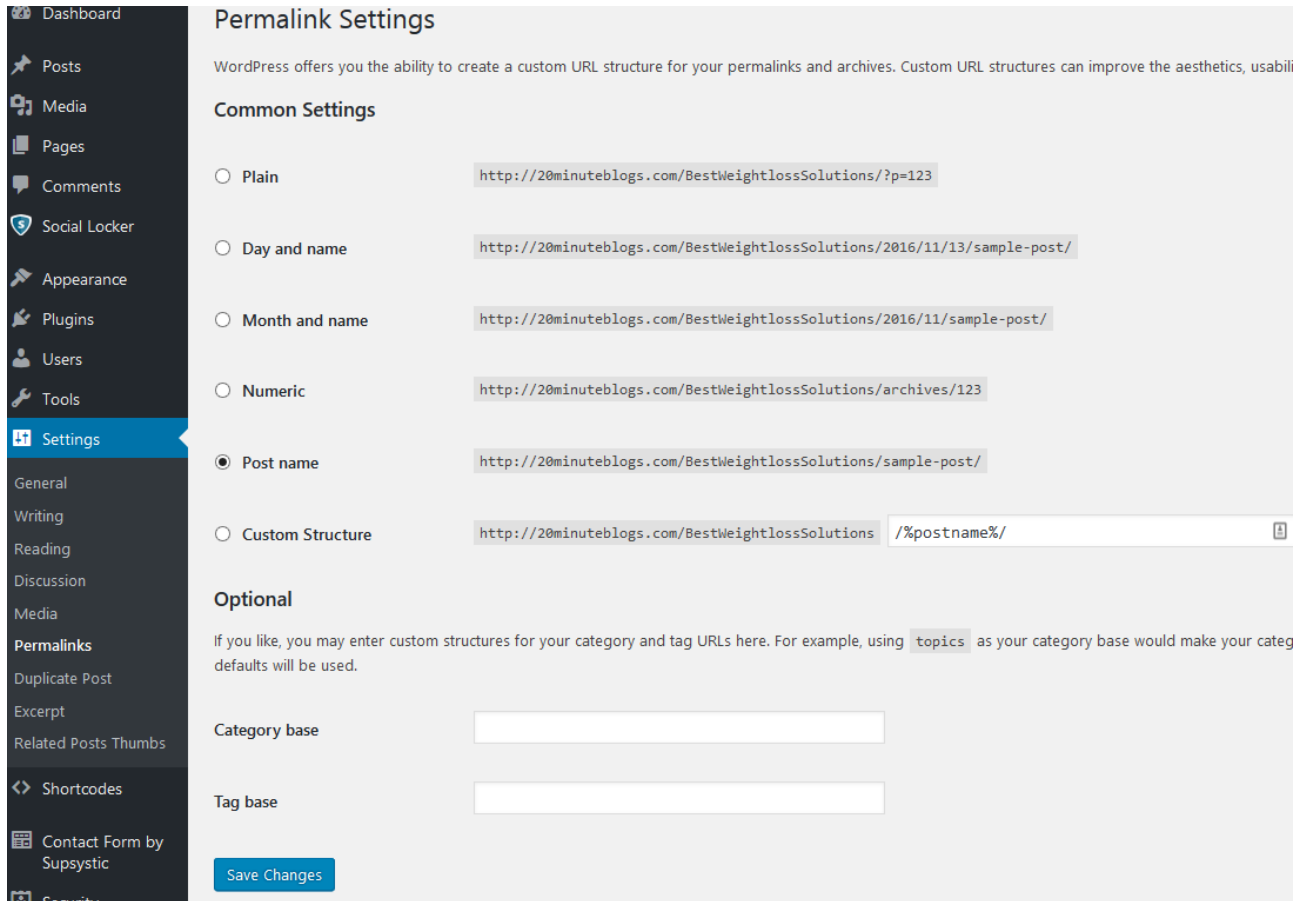 Dashboard
Posts
Media
Pages
Comments
Social Locker
Appearance
Plugins
Users
Tools
Settings
General
Writing
Reading
Discussion
Media
Permalinks
Duplicate Post
Excerpt
Related Posts Thumbs
Shortcodes
Contact Form by
Supsystic
Security
Permalink Settings
WordPress offers you the ability to create a custom URL structure for your permalinks and archives. Custom URL structures can improve the aesthetics, usabili
Common Settings
Plain http://20minuteblogs.com/BestWeightlossSolutions/?p=123
Day and name http://20minuteblogs.com/BestWeightlossSolutions/2016/11/13/sample-post/
Month and name http://20minuteblogs.com/BestWeightlossSolutions/2016/11/sample-post/
Numeric http://20minuteblogs.com/BestWeightlossSolutions/archives/123
Post name http://20minuteblogs.com/BestWeightlossSolutions/sample-post/
Custom Structure http://20minuteblogs.com/BestWeightlossSolutions /%postname%/
Optional
If you like, you may enter custom structures for your category and tag URLs here. For example, using topics as your category base would make your categ
defaults will be used.
Category base
Tag base
Save Changes